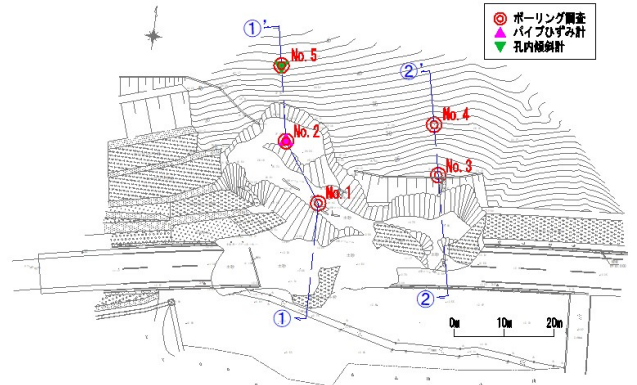 ボーリング調査
パイプひずみ計
孔内傾斜計
①'
No. 5
②'
No. 4
No. 2
No. 3
No. 1
①
②
0m 10m 20m